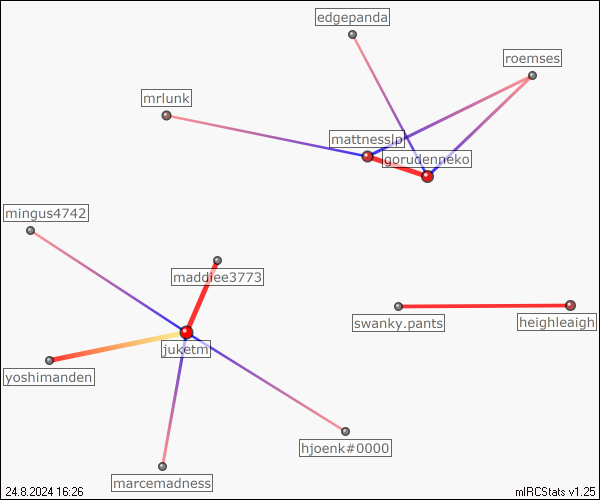 edgepanda
roemses
mrlunk
mattnesslp
gorudenneko
mingus4742
maddiee3773
swanky.pants
heighleaigh
juketm
yoshimanden
hjoenk#0000
marcemadness
24.8.2024 16:26
mIRCStats v1.25